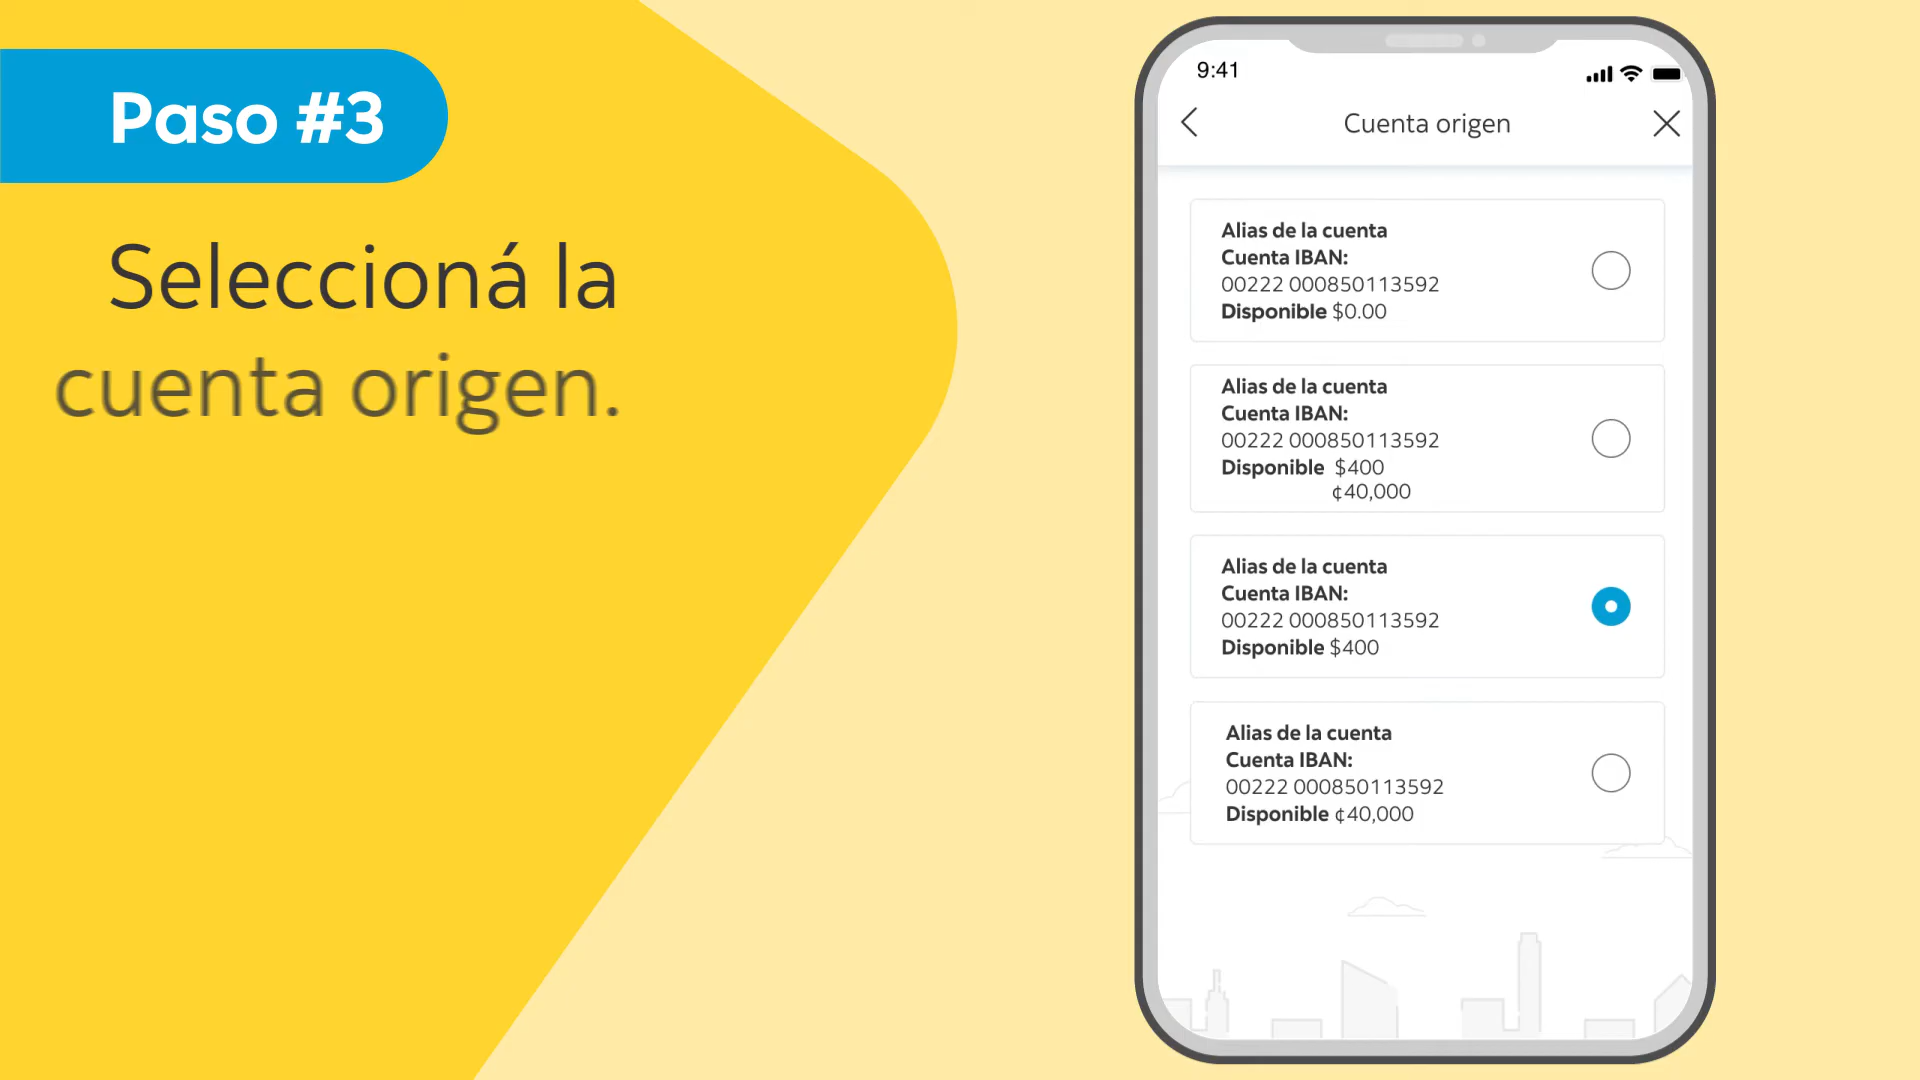 Paso #3
Seleccioná la
cuenta origen.
9:41
Cuenta origen
Alias de la cuenta
Cuenta IBAN:
00222 000850113592
Disponible $0.00
Alias de la cuenta
Cuenta IBAN:
00222 000850113592
Disponible $400
¢40,000
Alias de la cuenta
Cuenta IBAN:
00222 000850113592
Disponible $400
Alias de la cuenta
Cuenta IBAN:
00222 000850113592
Disponible ¢40,000